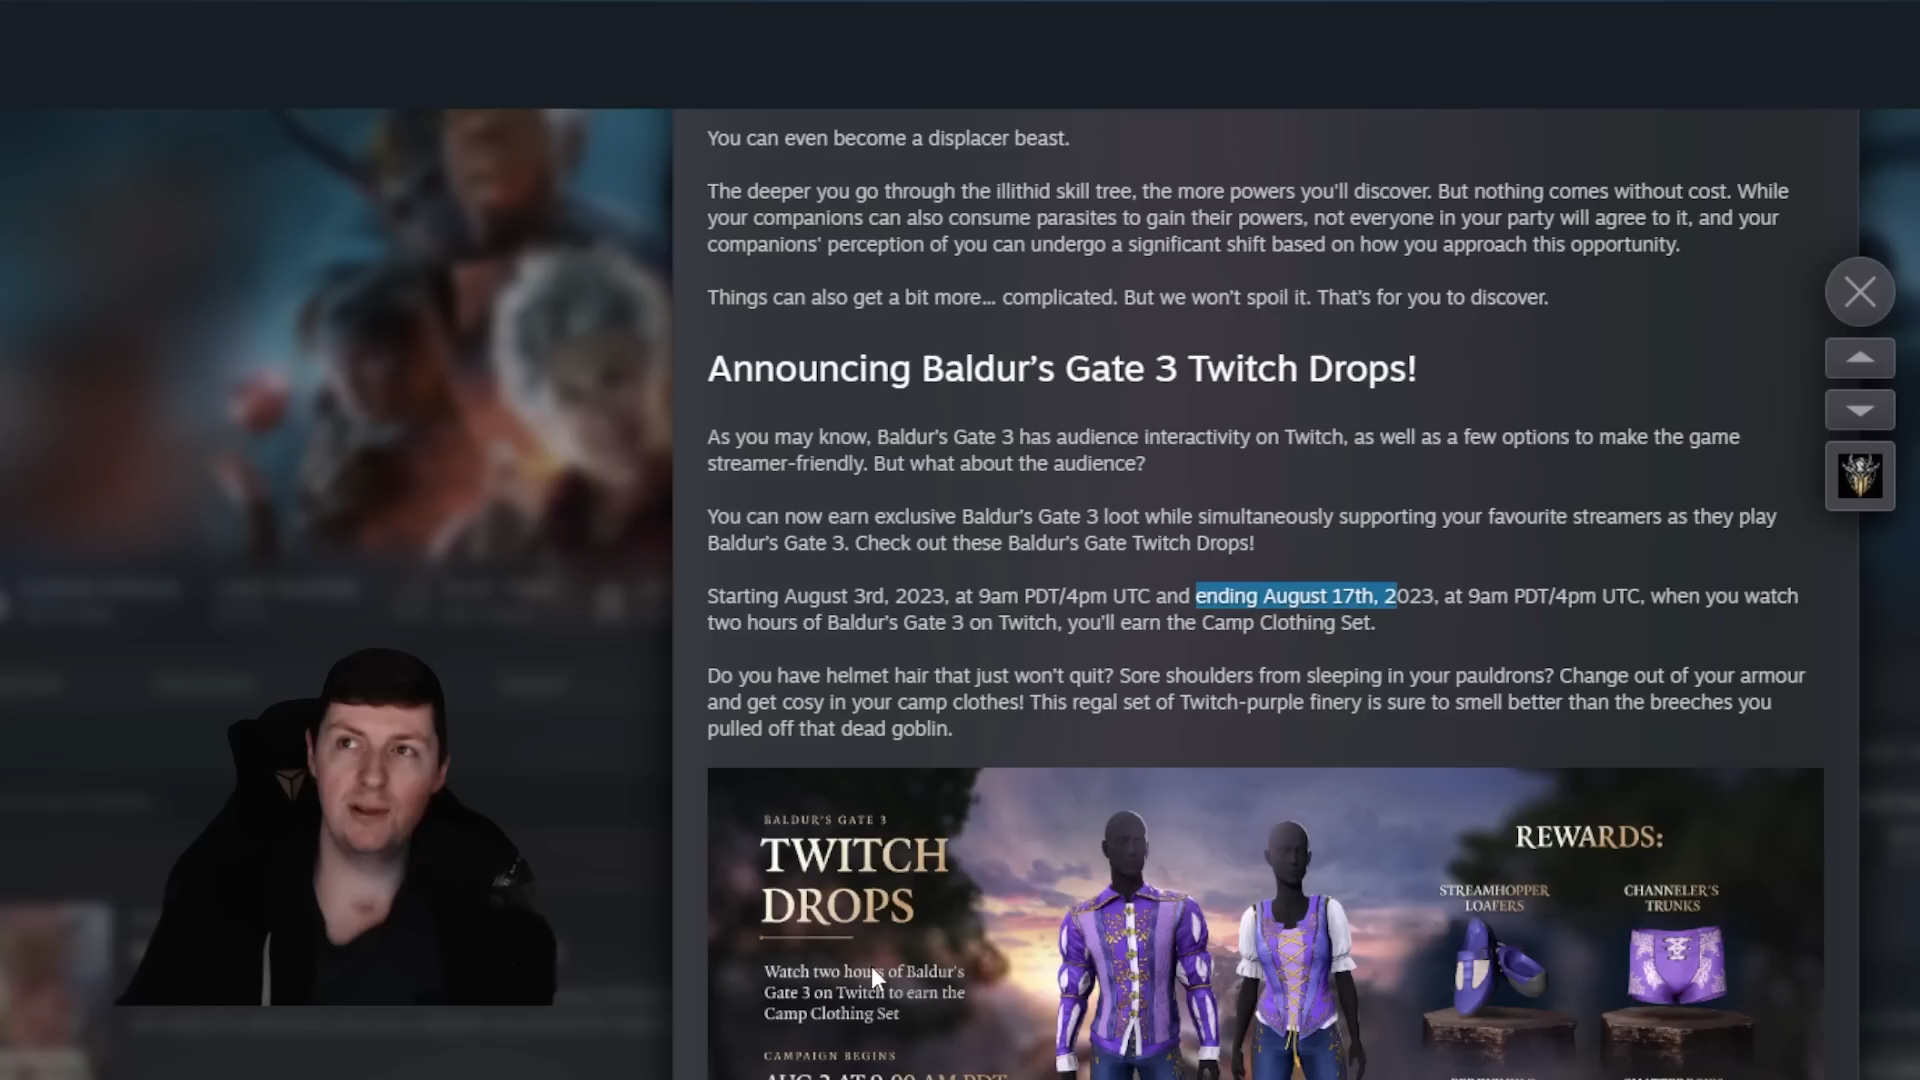 You can even become a displacer beast.
The deeper you go through the illithid skill tree, the more powers you'll discover. But nothing comes without cost. While
your companions can also consume parasites to gain their powers, not everyone in your party will agree to it, and your
companions' perception of you can undergo a significant shift based on how you approach this opportunity.
Things can also get a bit more... complicated. But we won't spoil it. That's for you to discover.
Announcing Baldur's Gate 3 Twitch Drops!
As you may know, Baldur's Gate 3 has audience interactivity on Twitch, as well as a few options to make the game
streamer-friendly. But what about the audience?
You can now earn exclusive Baldur's Gate 3 loot while simultaneously supporting your favourite streamers as they play
Baldur's Gate 3. Check out these Baldur's Gate Twitch Drops!
Starting August 3rd, 2023, at 9am PDT/4pm UTC and ending August 17th, 2023, at 9am PDT/4pm UTC, when you watch
two hours of Baldur's Gate 3 on Twitch, you'll earn the Camp Clothing Set.
Do you have helmet hair that just won't quit? Sore shoulders from sleeping in your pauldrons? Change out of your armour
and get cosy in your camp clothes! This regal set of Twitch-purple finery is sure to smell better than the breeches you
pulled off that dead goblin.
BALDUR'S GATE 3
TWITCH
DROPS
Watch two hours of Baldur's
Gate 3 on Twitch to earn the
Camp Clothing Set
CAMPAIGN BEGINS
AUG 3 AT 9:00 AM PDT
REWARDS:
STREAMHOPPER
LOAFERS
CHANNELER'S
TRUNKS